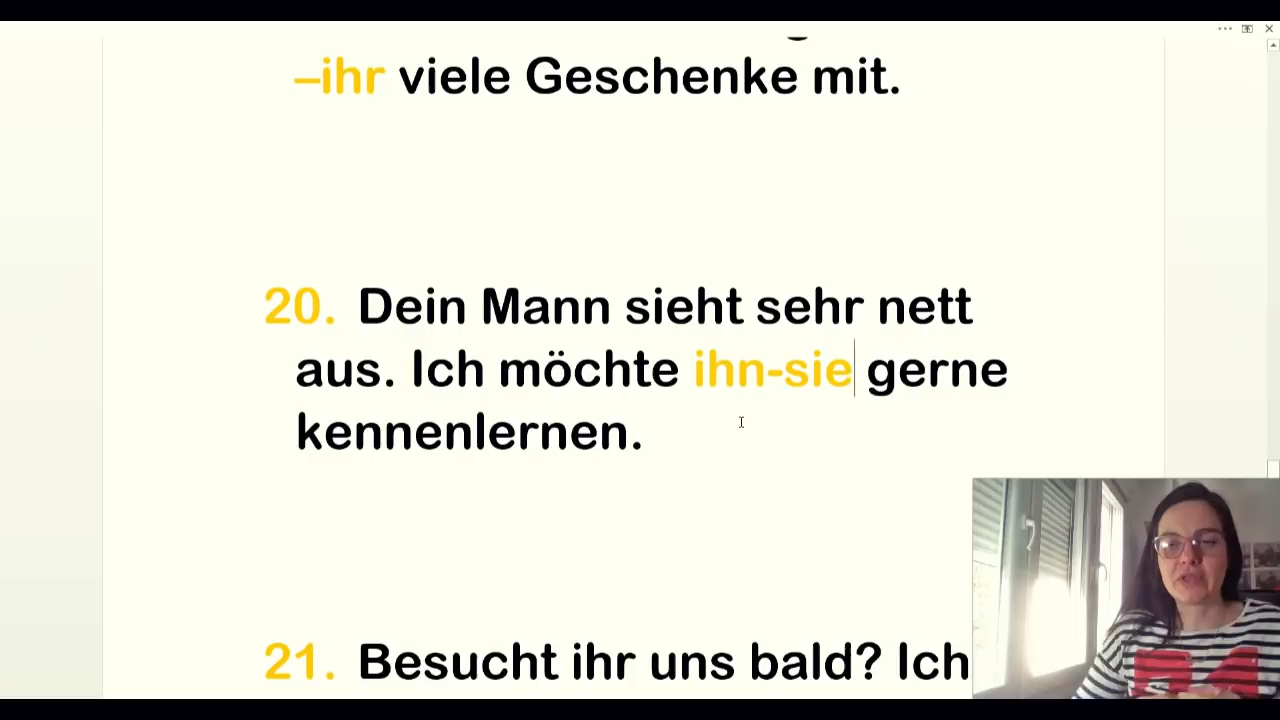 –ihr viele Geschenke mit.
20. Dein Mann sieht sehr nett
aus. Ich möchte ihn-sie gerne
kennenlernen.
21. Besucht ihr uns bald? Ich